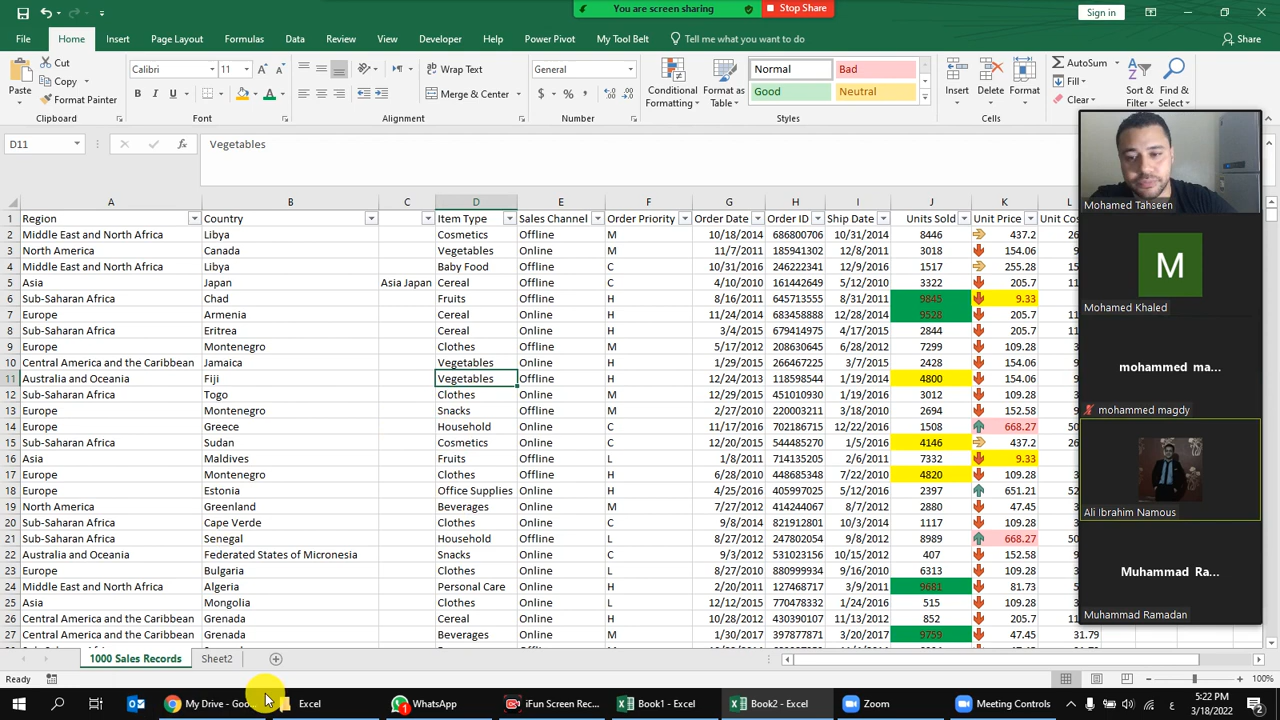 You are screen sharing Stop Share
Sign in
File Home Insert Page Layout Formulas Data Review View Developer Help Power Pivot My Tool Belt Tell me what you want to do Share
Paste Cut Copy Format Painter Clipboard
Calibri 11 B I U Font
Wrap Text Merge & Center Alignment
General $ % Number
Conditional Formatting Format as Table Normal Bad Good Neutral Styles
Insert Delete Format Cells
AutoSum Fill Clear Sort & Filter Find & Select
D11 fx Vegetables
A B C D E F G H I J K L
1 Region Country Item Type Sales Channel Order Priority Order Date Order ID Ship Date Units Sold Unit Price Unit Co
2 Middle East and North Africa Libya Cosmetics Offline M 10/18/2014 686800706 10/31/2014 8446 437.2 26
3 North America Canada Vegetables Online M 11/7/2011 185941302 12/8/2011 3018 154.06 9
4 Middle East and North Africa Libya Baby Food Offline C 10/31/2016 246222341 12/9/2016 1517 255.28 15
5 Asia Japan Asia Japan Cereal Offline C 4/10/2010 161442649 5/12/2010 3322 205.7 11
6 Sub-Saharan Africa Chad Fruits Offline H 8/16/2011 645713555 8/31/2011 9845 9.33
7 Europe Armenia Cereal Online H 11/24/2014 683458888 12/28/2014 9528 205.7 11
8 Sub-Saharan Africa Eritrea Cereal Online H 3/4/2015 679414975 4/17/2015 2844 205.7 11
9 Europe Montenegro Clothes Offline M 5/17/2012 208630645 6/28/2012 7299 109.28 3
10 Central America and the Caribbean Jamaica Vegetables Online H 1/29/2015 266467225 3/7/2015 2428 154.06 9
11 Australia and Oceania Fiji Vegetables Offline H 12/24/2013 118598544 1/19/2014 4800 154.06 9
12 Sub-Saharan Africa Togo Clothes Online M 12/29/2015 451010930 1/19/2016 3012 109.28 3
13 Europe Montenegro Snacks Offline M 2/27/2010 220003211 3/18/2010 2694 152.58 9
14 Europe Greece Household Online C 11/17/2016 702186715 12/22/2016 1508 668.27 50
15 Sub-Saharan Africa Sudan Cosmetics Online C 12/20/2015 544485270 1/5/2016 4146 437.2 26
16 Asia Maldives Fruits Offline L 1/8/2011 714135205 2/6/2011 7332 9.33
17 Europe Montenegro Clothes Offline H 6/28/2010 448685348 7/22/2010 4820 109.28 3
18 Europe Estonia Office Supplies Online H 4/25/2016 405997025 5/12/2016 2397 651.21 52
19 North America Greenland Beverages Online M 7/27/2012 414244067 8/7/2012 2880 47.45 3
20 Sub-Saharan Africa Cape Verde Clothes Online C 9/8/2014 821912801 10/3/2014 1117 109.28 3
21 Sub-Saharan Africa Senegal Household Offline L 8/27/2012 247802054 9/8/2012 8989 668.27 50
22 Australia and Oceania Federated States of Micronesia Snacks Online C 9/3/2012 531023156 10/15/2012 407 152.58 9
23 Europe Bulgaria Clothes Online L 8/27/2010 880999934 9/16/2010 6313 109.28 3
24 Middle East and North Africa Algeria Personal Care Online H 2/20/2011 127468717 3/9/2011 9681 81.73 5
25 Asia Mongolia Clothes Online L 12/12/2015 770478332 1/24/2016 515 109.28 3
26 Central America and the Caribbean Grenada Cereal Online H 10/28/2012 430390107 11/13/2012 852 205.7 11
27 Central America and the Caribbean Grenada Beverages Online M 1/30/2017 397877871 3/20/2017 9759 47.45 31.79
Mohamed Tahseen
M
Mohamed Khaled
mohammed ma...
mohammed magdy
Ali Ibrahim Namous
Muhammad Ra...
Muhammad Ramadan
1000 Sales Records Sheet2
Ready 100%
My Drive - Goo Excel WhatsApp iFun Screen Rec... Book1 - Excel Book2 - Excel Zoom Meeting Controls
5:22 PM
3/18/2022